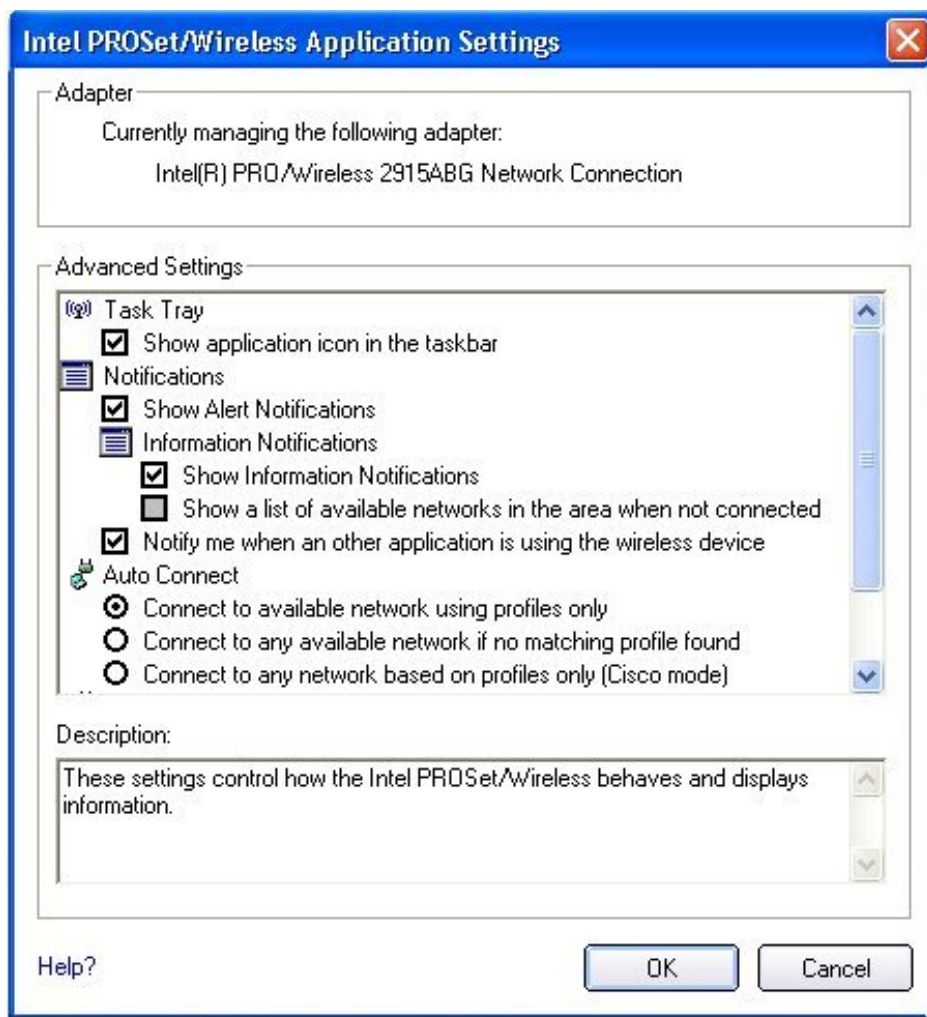 Intel PROSet/Wireless Application Settings
Adapter
Currently managing the following adapter:
Intel(R) PRO/Wireless 2915ABG Network Connection
Advanced Settings
Task Tray
Show application icon in the taskbar
Notifications
Show Alert Notifications
Information Notifications
Show Information Notifications
Show a list of available networks in the area when not connected
Notify me when an other application is using the wireless device
Auto Connect
Connect to available network using profiles only
Connect to any available network if no matching profile found
Connect to any network based on profiles only (Cisco mode)
Description:
These settings control how the Intel PROSet/Wireless behaves and displays
information.
Help?
OK
Cancel